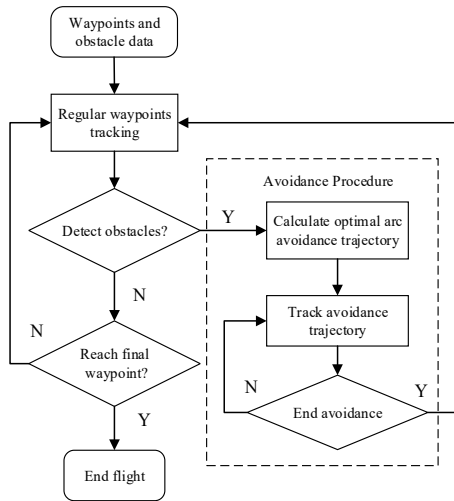 Waypoints and
obstacle data
Regular waypoints
tracking
Avoidance Procedure
Detect obstacles?
Y
Calculate optimal arc
avoidance trajectory
N
Track avoidance
trajectory
N
Reach final
waypoint?
N
Y
End avoidance
Y
End flight